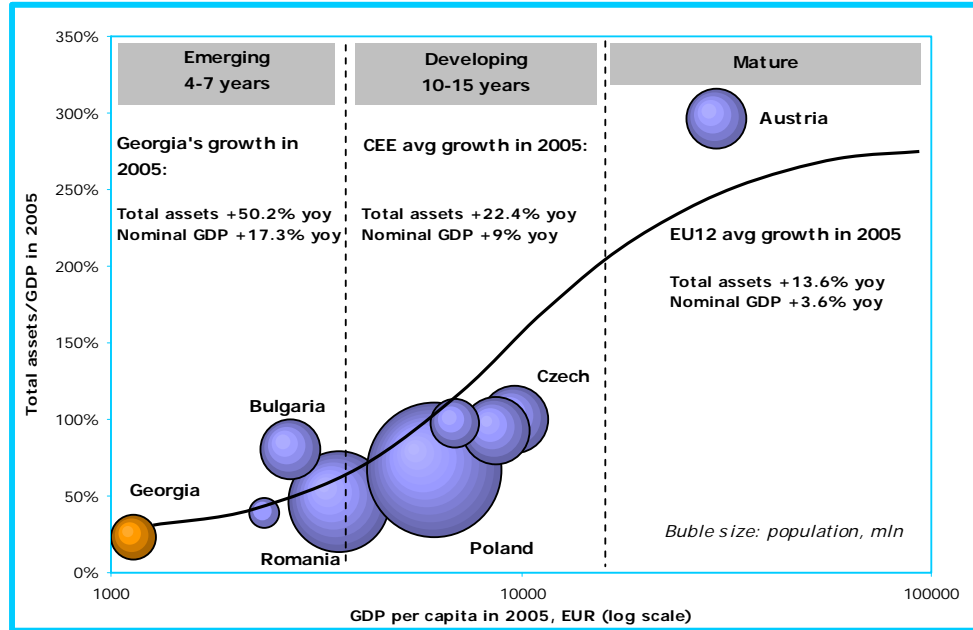 350%
300%
250%
200%
150%
100%
50%
0%
Total assets/GDP in 2005
Emerging
4-7 years
Developing
10-15 years
Mature
Georgia's growth in
2005:
Total assets +50.2% yoy
Nominal GDP +17.3% yoy
CEE avg growth in 2005:
Total assets +22.4% yoy
Nominal GDP +9% yoy
Austria
EU12 avg growth in 2005
Total assets +13.6% yoy
Nominal GDP +3.6% yoy
Czech
Bulgaria
Georgia
Romania
Poland
Buble size: population, mln
1000
10000
100000
GDP per capita in 2005, EUR (log scale)